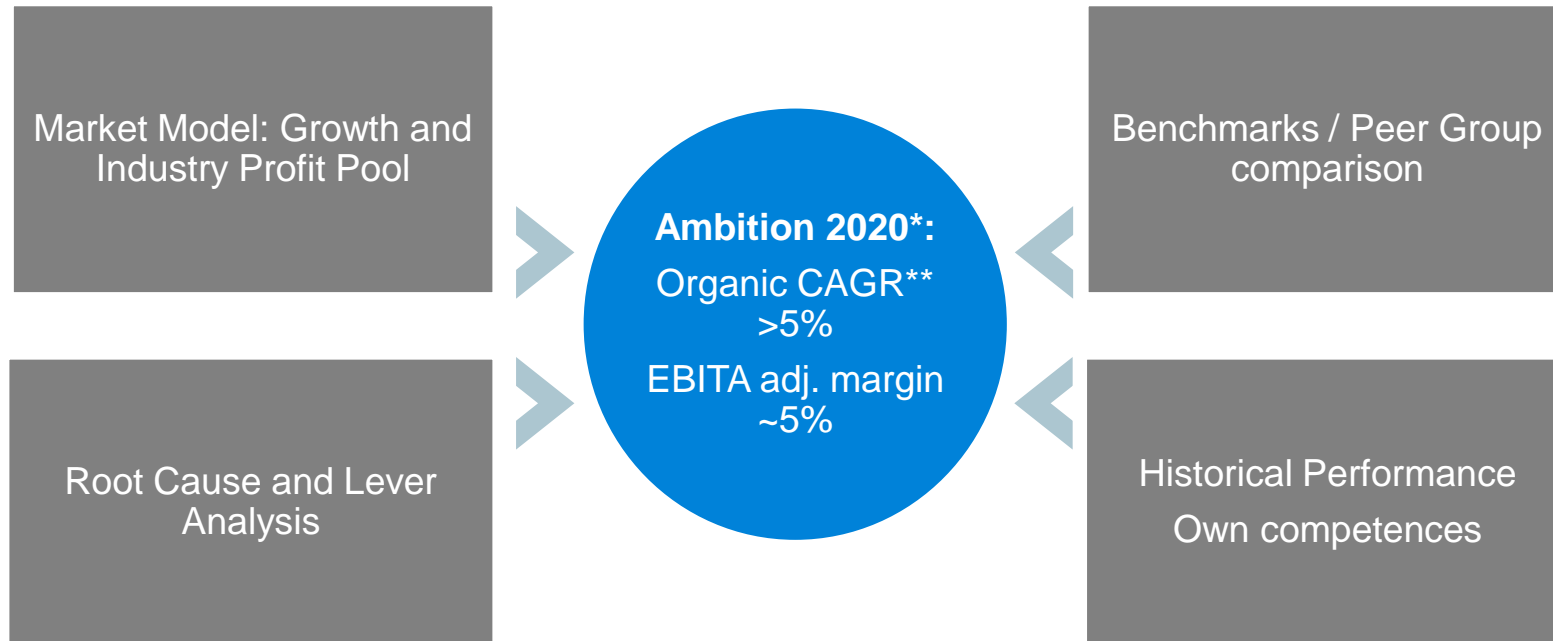 Market Model: Growth and
Industry Profit Pool
Benchmarks / Peer Group
comparison
Ambition 2020*:
Organic CAGR**
>5%
EBITA adj. margin
~5%
Root Cause and Lever
Analysis
Historical Performance
Own competences